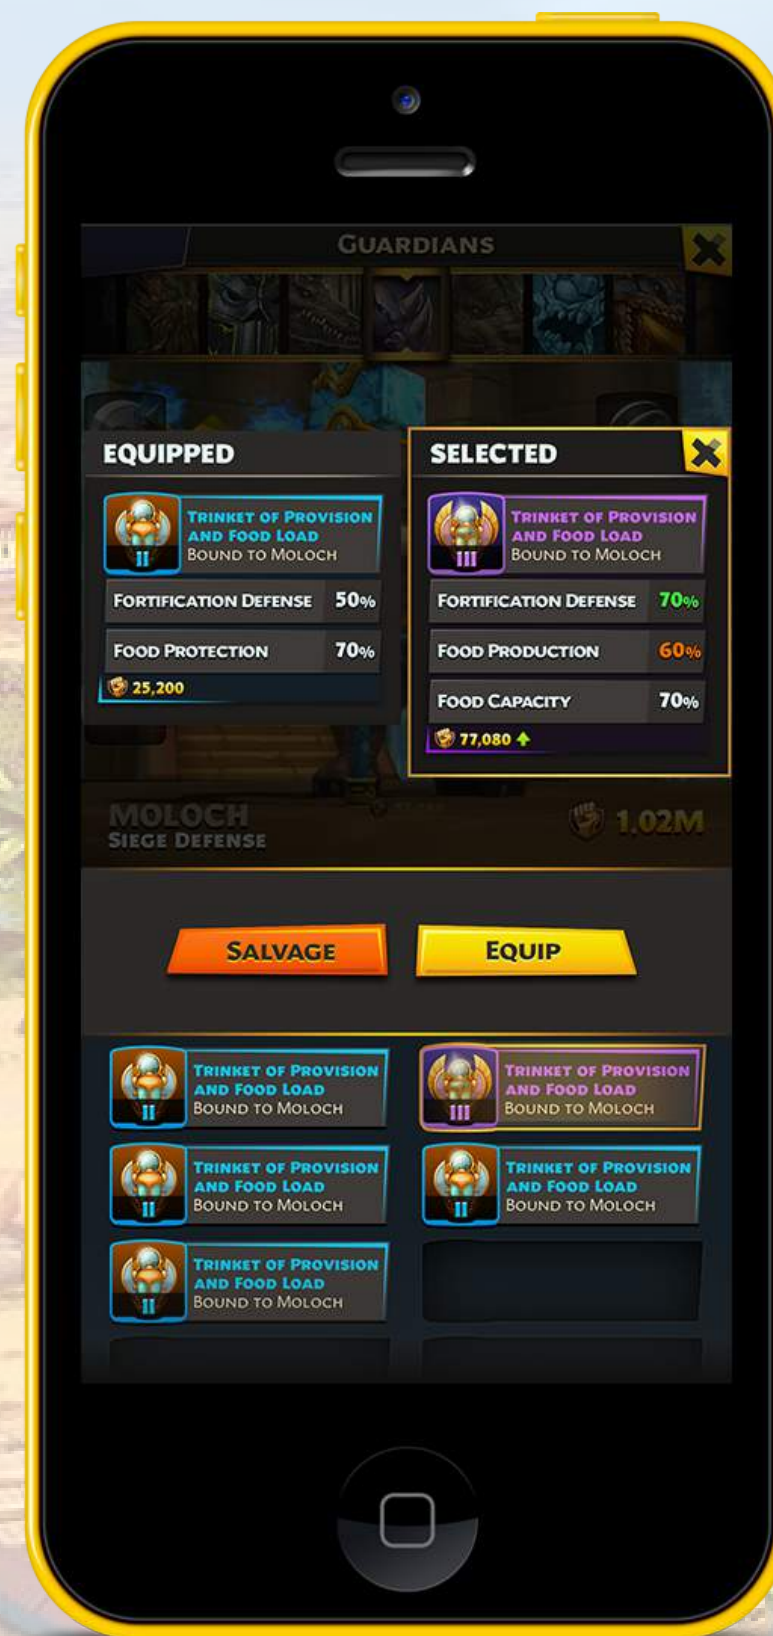 GUARDIANS
EQUIPPED
TRINKET OF PROVISION
AND FOOD LOAD
BOUND TO MOLOCH
II
FORTIFICATION DEFENSE 50%
FOOD PROTECTION 70%
25,200
SELECTED
TRINKET OF PROVISION
AND FOOD LOAD
BOUND TO MOLOCH
III
FORTIFICATION DEFENSE 70%
FOOD PRODUCTION 60%
FOOD CAPACITY 70%
77,080
MOLOCH
SIEGE DEFENSE
1.02M
SALVAGE
EQUIP
TRINKET OF PROVISION
AND FOOD LOAD
BOUND TO MOLOCH
II
TRINKET OF PROVISION
AND FOOD LOAD
BOUND TO MOLOCH
III
TRINKET OF PROVISION
AND FOOD LOAD
BOUND TO MOLOCH
II
TRINKET OF PROVISION
AND FOOD LOAD
BOUND TO MOLOCH
II
TRINKET OF PROVISION
AND FOOD LOAD
BOUND TO MOLOCH
II